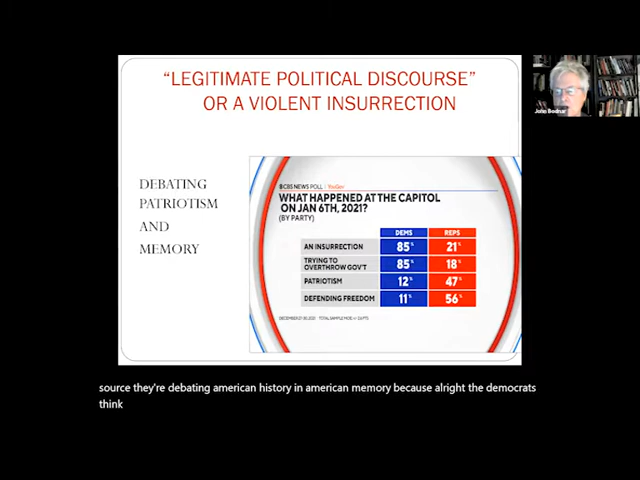 “LEGITIMATE POLITICAL DISCOURSE”
OR A VIOLENT INSURRECTION
John Bodnar
DEBATING
PATRIOTISM
AND
MEMORY
CBS NEWS POLL | YouGov
WHAT HAPPENED AT THE CAPITOL
ON JAN 6TH, 2021?
(BY PARTY)
DEMS REPS
AN INSURRECTION 85% 21%
TRYING TO
OVERTHROW GOV'T 85% 18%
PATRIOTISM 12% 47%
DEFENDING FREEDOM 11% 56%
source they're debating american history in american memory because alright the democrats
think